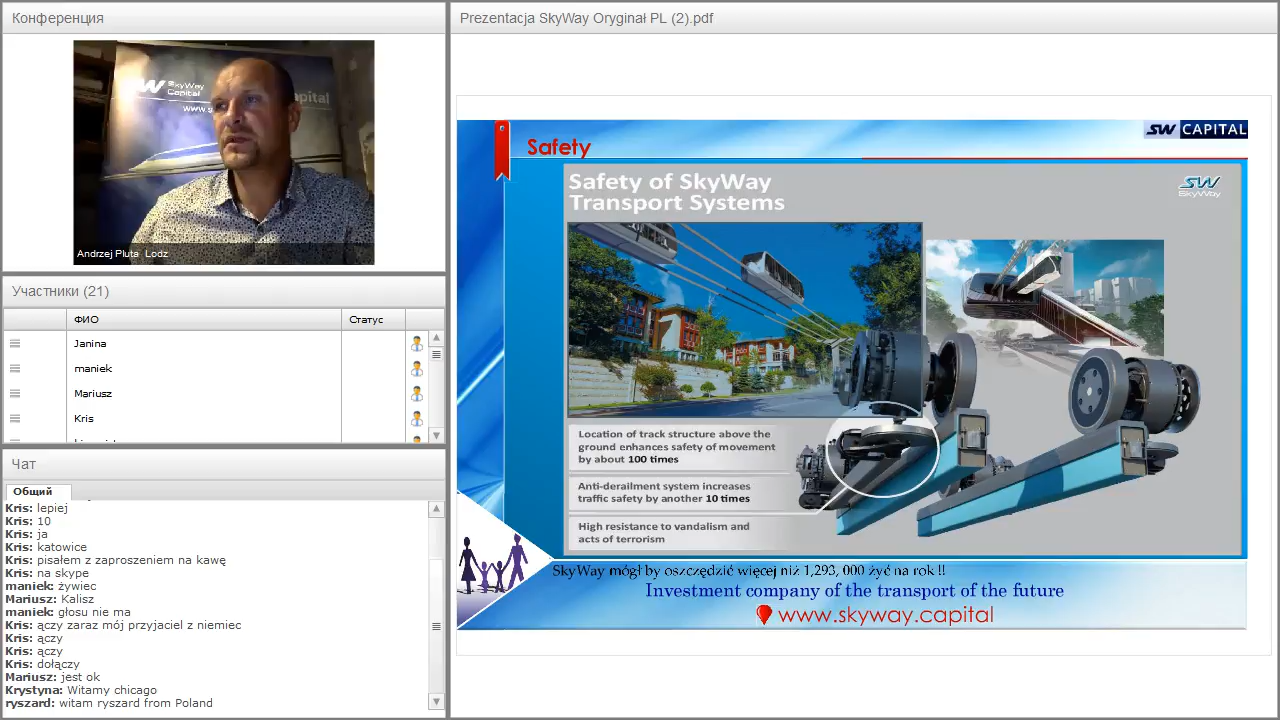 Конференция
SkyWay
Capital
Capital
www.s
Andrzej Pluta Lodz
Участники (21)
ФИО
Статус
Janina
maniek
Mariusz
Kris
Чат
Общий
Kris: lepiej
Kris: 10
Kris: ja
Kris: katowice
Kris: pisałem z zaproszeniem na kawę
Kris: na skype
maniek: żywiec
Mariusz: Kalisz
maniek: głosu nie ma
Kris: ączy zaraz mój przyjaciel z niemiec
Kris: ączy
Kris: ączy
Kris: dołączy
Mariusz: jest ok
Krystyna: Witamy chicago
ryszard: witam ryszard from Poland
Prezentacja SkyWay Oryginał PL (2).pdf
Safety
SW CAPITAL
Safety of SkyWay
Transport Systems
SW
SkyWay
Location of track structure above the
ground enhances safety of movement
by about 100 times
Anti-derailment system increases
traffic safety by another 10 times
High resistance to vandalism and
acts of terrorism
SkyWay mógł by oszczędzić więcej niż 1,293, 000 żyć na rok !!
Investment company of the transport of the future
www.skyway.capital